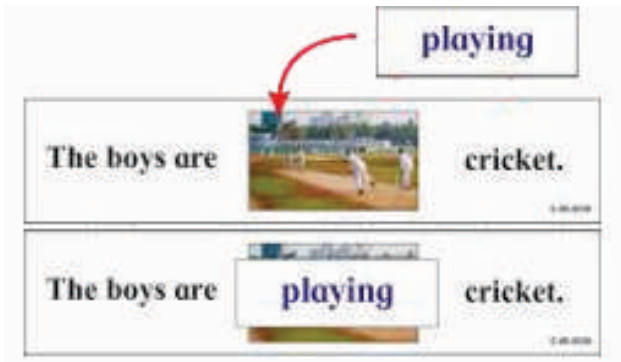 playing
The boys are cricket.
The boys are playing cricket.